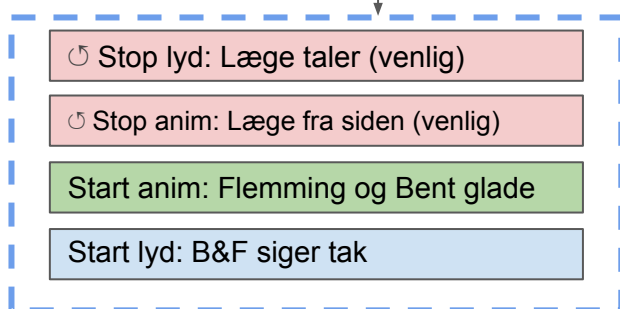 ↺ Stop lyd: Læge taler (venlig)
↺ Stop anim: Læge fra siden (venlig)
Start anim: Flemming og Bent glade
Start lyd: B&F siger tak